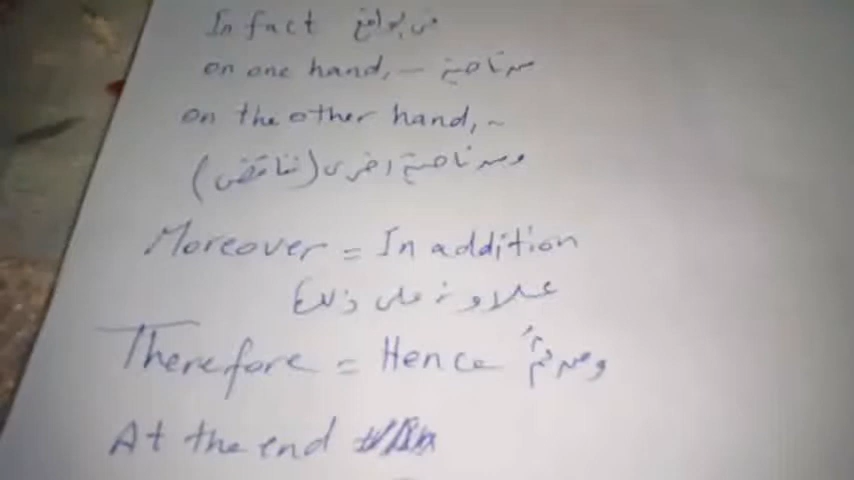 In fact في الواقع
on one hand, – من ناحية
on the other hand, ~
ومن ناحية اخرى (تناقض)
Moreover = In addition
علاوة على ذلك
Therefore = Hence ومن ثمَّ
At the end